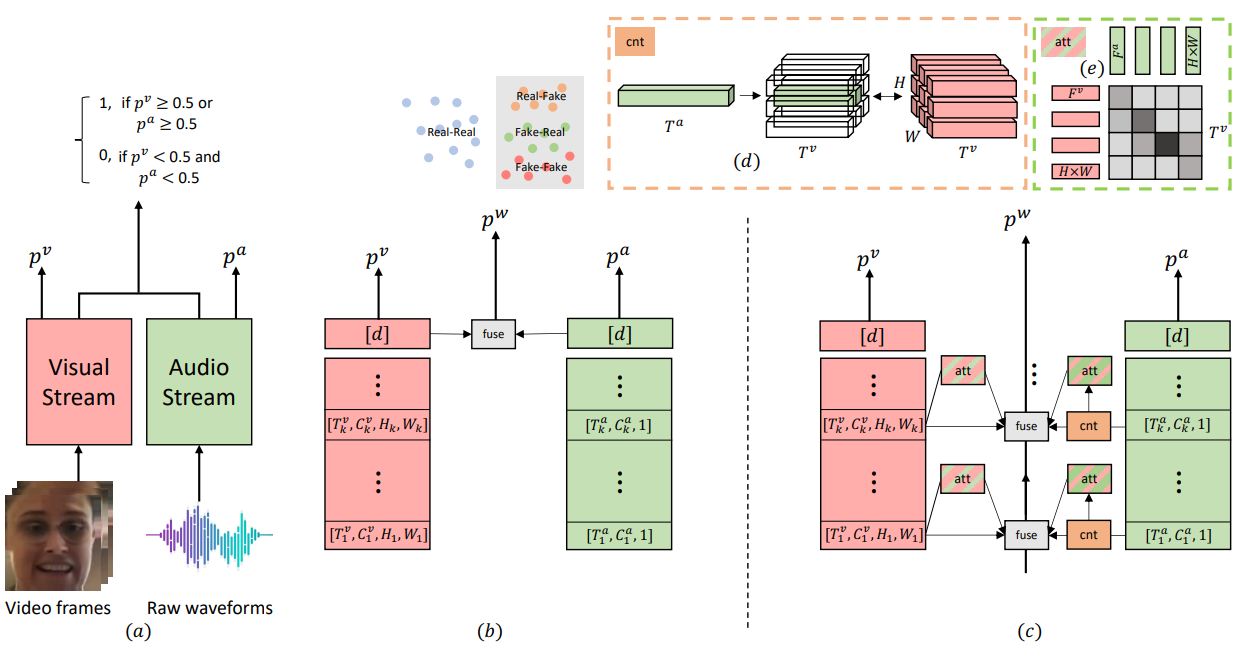 1, if p^v ≥ 0.5 or
p^a ≥ 0.5
0, if p^v < 0.5 and
p^a < 0.5
p^v
p^a
Visual
Stream
Audio
Stream
Video frames
Raw waveforms
(a)
Real-Real
Real-Fake
Fake-Real
Fake-Fake
p^v
p^w
p^a
[d]
fuse
[d]
⋮
⋮
[T_k^v, C_k^v, H_k, W_k]
[T_k^a, C_k^a, 1]
⋮
⋮
[T_1^v, C_1^v, H_1, W_1]
[T_1^a, C_1^a, 1]
(b)
cnt
T^a
T^v
H
W
T^v
(d)
att
(e)
F^a
H×W
F^v
H×W
T^v
p^v
p^w
p^a
[d]
[d]
⋮
att
⋮
att
⋮
[T_k^v, C_k^v, H_k, W_k]
fuse
cnt
[T_k^a, C_k^a, 1]
⋮
att
att
⋮
[T_1^v, C_1^v, H_1, W_1]
fuse
cnt
[T_1^a, C_1^a, 1]
(c)